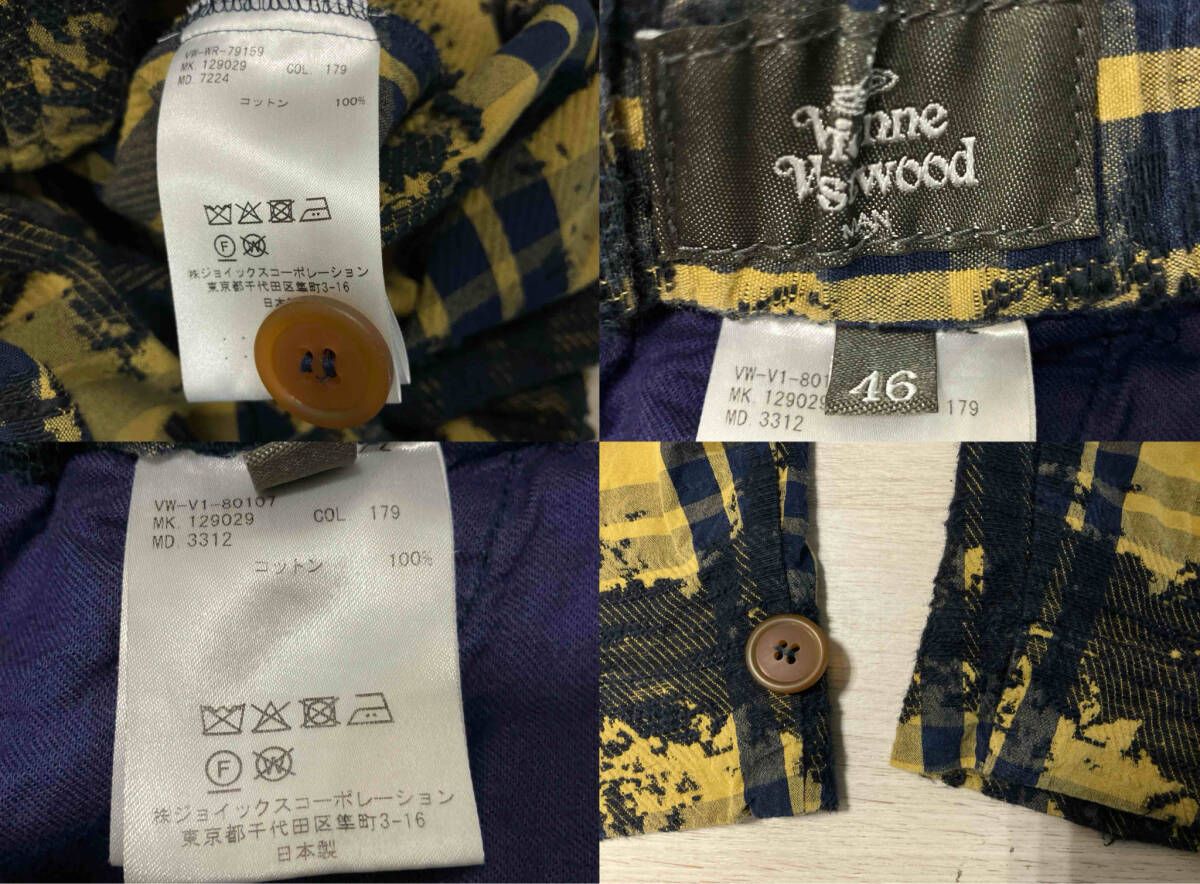 VW-WR-79159
MK. 129029 COL. 179
MD. 7224
コットン 100%
F W
㈱ジョイックスコーポレーション
東京都千代田区隼町3-16
日本製
Westwood
MAN
VW-V1-801
46
MK. 129029 179
MD. 3312
VW-V1-80107
MK. 129029 COL. 179
MD. 3312
コットン 100%
F W
㈱ジョイックスコーポレーション
東京都千代田区隼町3-16
日本製